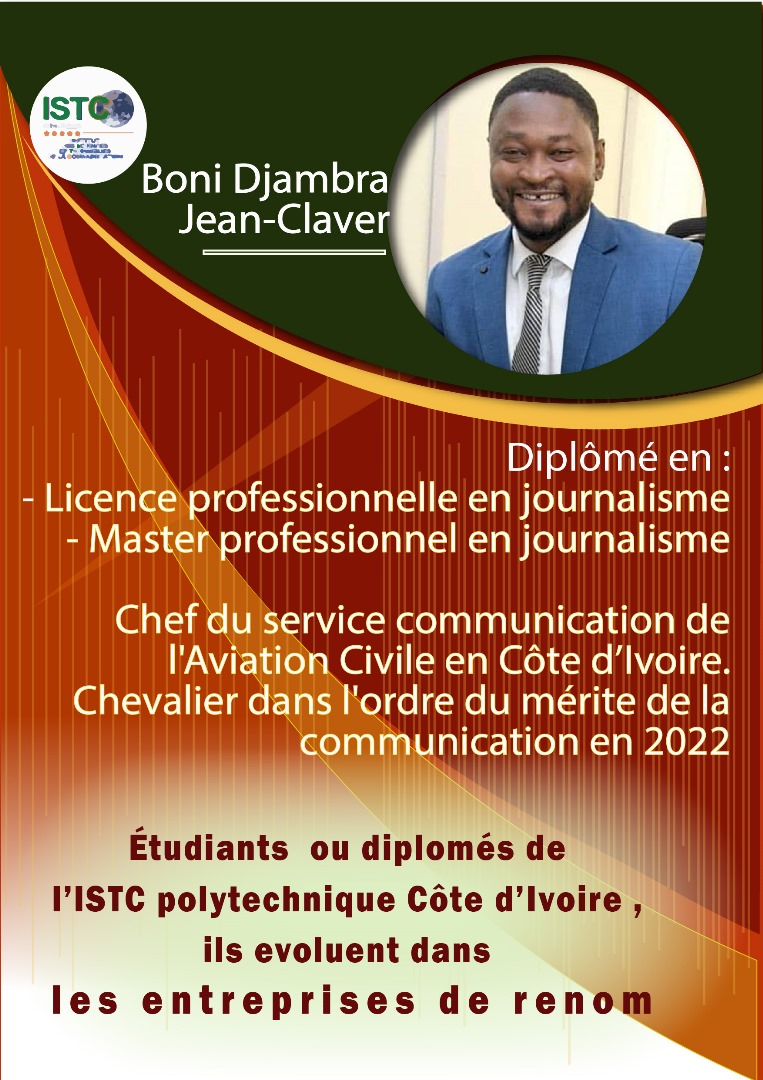 ISTC
Boni Djambra
Jean-Claver
Diplômé en :
- Licence professionnelle en journalisme
- Master professionnel en journalisme
Chef du service communication de
l'Aviation Civile en Côte d’Ivoire.
Chevalier dans l'ordre du mérite de la
communication en 2022
Étudiants ou diplomés de
l’ISTC polytechnique Côte d’Ivoire ,
ils evoluent dans
les entreprises de renom